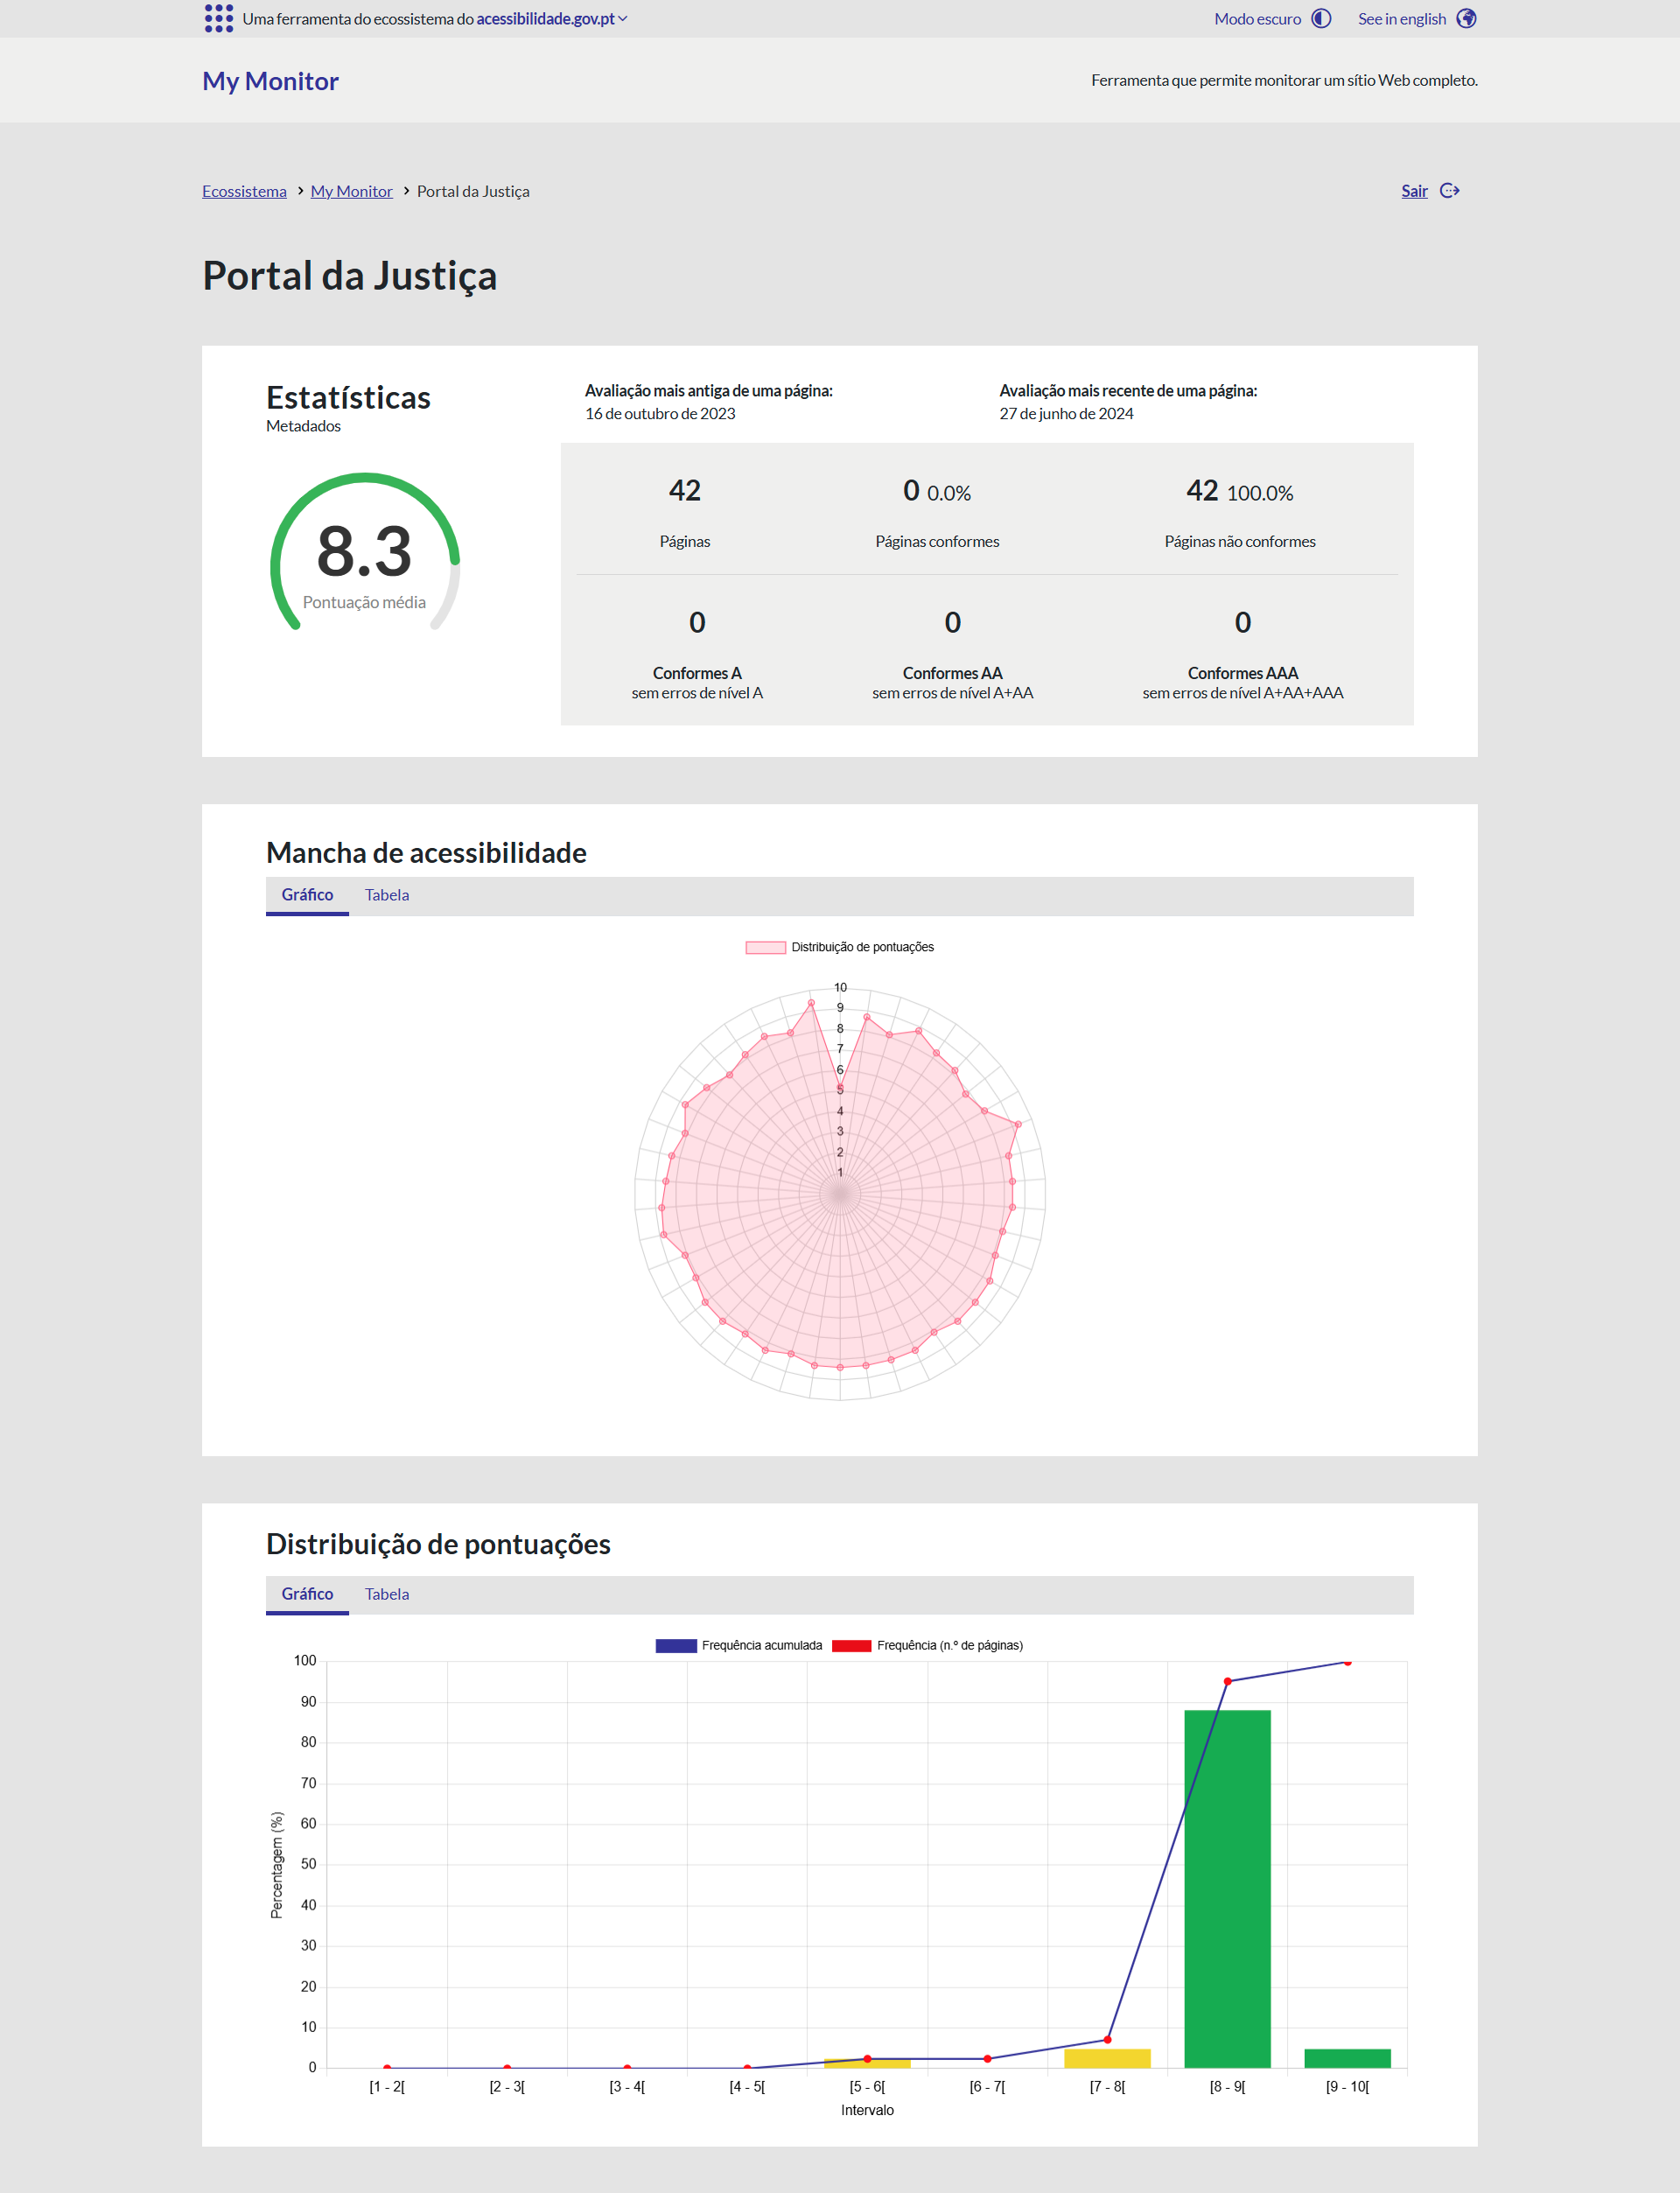 Uma ferramenta do ecossistema do acessibilidade.gov.pt
Modo escuro
See in english
My Monitor
Ferramenta que permite monitorar um sítio Web completo.
Ecossistema
My Monitor
Portal da Justiça
Sair
Portal da Justiça
Estatísticas
Metadados
8.3
Pontuação média
Avaliação mais antiga de uma página:
16 de outubro de 2023
Avaliação mais recente de uma página:
27 de junho de 2024
42
Páginas
0 0.0%
Páginas conformes
42 100.0%
Páginas não conformes
0
Conformes A
sem erros de nível A
0
Conformes AA
sem erros de nível A+AA
0
Conformes AAA
sem erros de nível A+AA+AAA
Mancha de acessibilidade
Gráfico
Tabela
Distribuição de pontuações
10
9
8
7
6
5
4
3
2
1
Distribuição de pontuações
Gráfico
Tabela
Frequência acumulada
Frequência (n.º de páginas)
100
90
80
70
60
50
40
30
20
10
0
Percentagem (%)
[1 - 2[
[2 - 3[
[3 - 4[
[4 - 5[
[5 - 6[
[6 - 7[
[7 - 8[
[8 - 9[
[9 - 10[
Intervalo